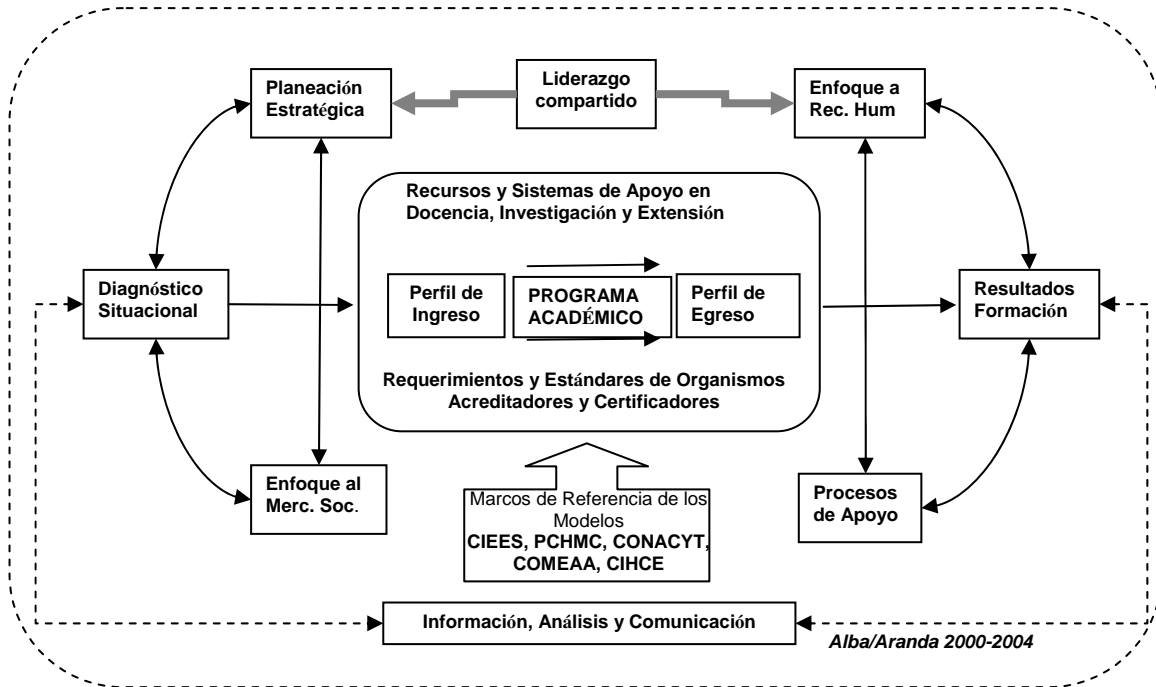 Planeación
Estratégica
Liderazgo
compartido
Enfoque a
Rec. Hum
Recursos y Sistemas de Apoyo en
Docencia, Investigación y Extensión
Diagnóstico
Situacional
Perfil de
Ingreso
PROGRAMA
ACADÉMICO
Perfil de
Egreso
Resultados
Formación
Requerimientos y Estándares de Organismos
Acreditadores y Certificadores
Enfoque al
Merc. Soc.
Marcos de Referencia de los
Modelos
CIEES, PCHMC, CONACYT,
COMEAA, CIHCE
Procesos
de Apoyo
Información, Análisis y Comunicación
Alba/Aranda 2000-2004